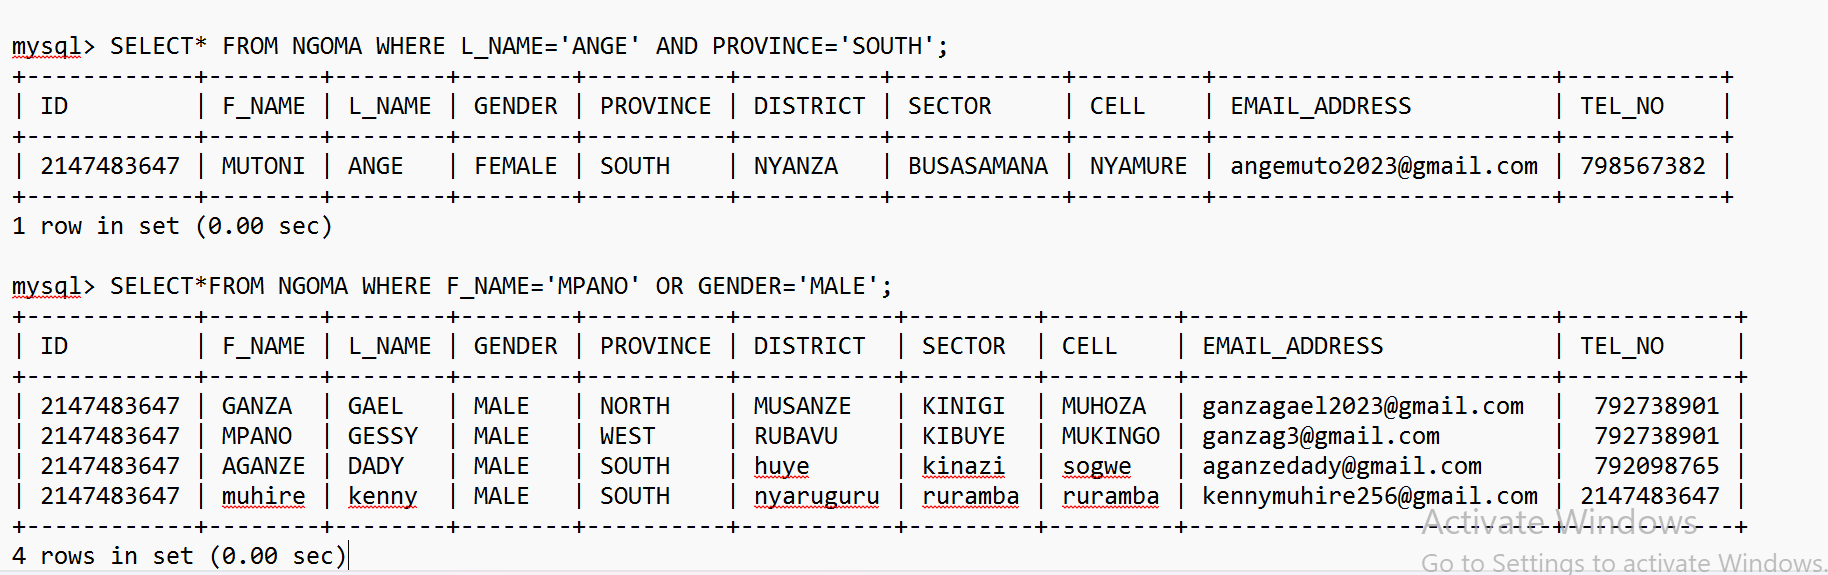 mysql> SELECT* FROM NGOMA WHERE L_NAME='ANGE' AND PROVINCE='SOUTH';
+------------+--------+--------+--------+----------+----------+------------+---------+------------------------+-----------+
| ID         | F_NAME | L_NAME | GENDER | PROVINCE | DISTRICT | SECTOR     | CELL    | EMAIL_ADDRESS          | TEL_NO    |
+------------+--------+--------+--------+----------+----------+------------+---------+------------------------+-----------+
| 2147483647 | MUTONI | ANGE   | FEMALE | SOUTH    | NYANZA   | BUSASAMANA | NYAMURE | angemuto2023@gmail.com | 798567382 |
+------------+--------+--------+--------+----------+----------+------------+---------+------------------------+-----------+
1 row in set (0.00 sec)
mysql> SELECT*FROM NGOMA WHERE F_NAME='MPANO' OR GENDER='MALE';
+------------+--------+--------+--------+----------+-----------+---------+---------+--------------------------+------------+
| ID         | F_NAME | L_NAME | GENDER | PROVINCE | DISTRICT  | SECTOR  | CELL    | EMAIL_ADDRESS            | TEL_NO     |
+------------+--------+--------+--------+----------+-----------+---------+---------+--------------------------+------------+
| 2147483647 | GANZA  | GAEL   | MALE   | NORTH    | MUSANZE   | KINIGI  | MUHOZA  | ganzagael2023@gmail.com  |  792738901 |
| 2147483647 | MPANO  | GESSY  | MALE   | WEST     | RUBAVU    | KIBUYE  | MUKINGO | ganzag3@gmail.com        |  792738901 |
| 2147483647 | AGANZE | DADY   | MALE   | SOUTH    | huye      | kinazi  | sogwe   | aganzedady@gmail.com     |  792098765 |
| 2147483647 | muhire | kenny  | MALE   | SOUTH    | nyaruguru | ruramba | ruramba | kennymuhire256@gmail.com | 2147483647 |
+------------+--------+--------+--------+----------+-----------+---------+---------+--------------------------+------------+
4 rows in set (0.00 sec)
Activate Windows
Go to Settings to activate Windows.